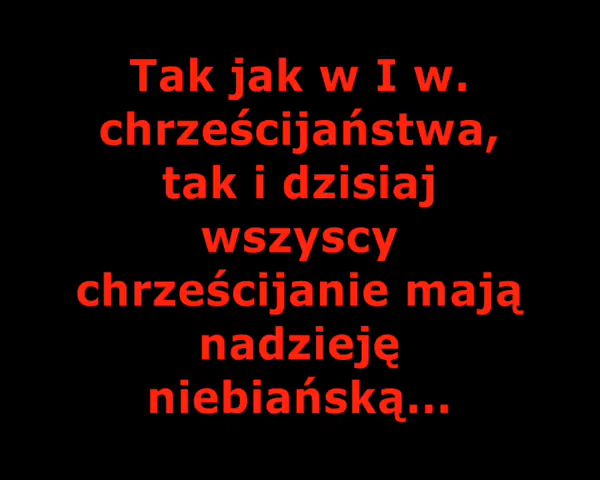 Tak jak w I w.
chrześcijaństwa,
tak i dzisiaj
wszyscy
chrześcijanie mają
nadzieję
niebiańską...